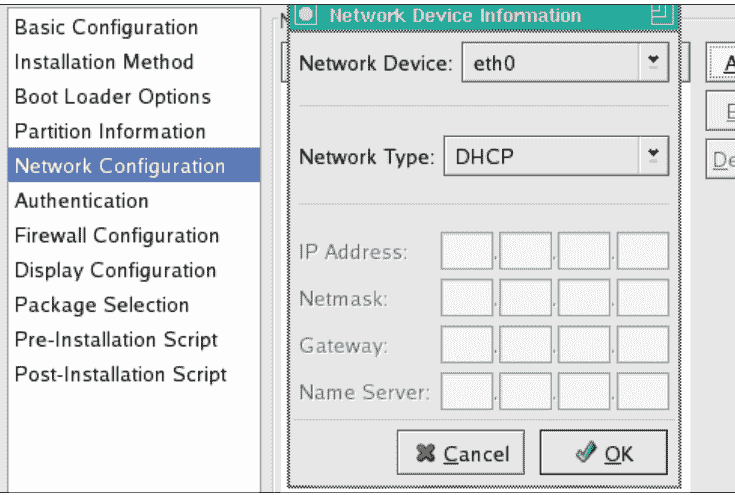 Basic Configuration
Installation Method
Boot Loader Options
Partition Information
Network Configuration
Authentication
Firewall Configuration
Display Configuration
Package Selection
Pre-Installation Script
Post-Installation Script
Network Device Information
Network Device: eth0
Network Type: DHCP
IP Address: . . .
Netmask: . . .
Gateway: . . .
Name Server: . . .
Cancel OK